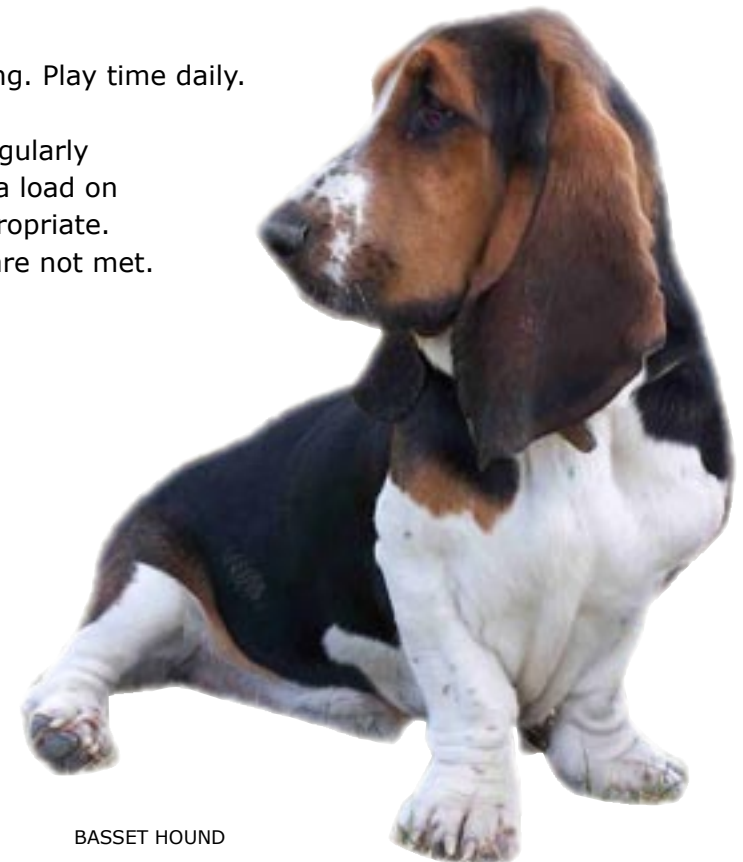 ng. Play time daily.
gularly
a load on
ropriate.
are not met.
BASSET HOUND